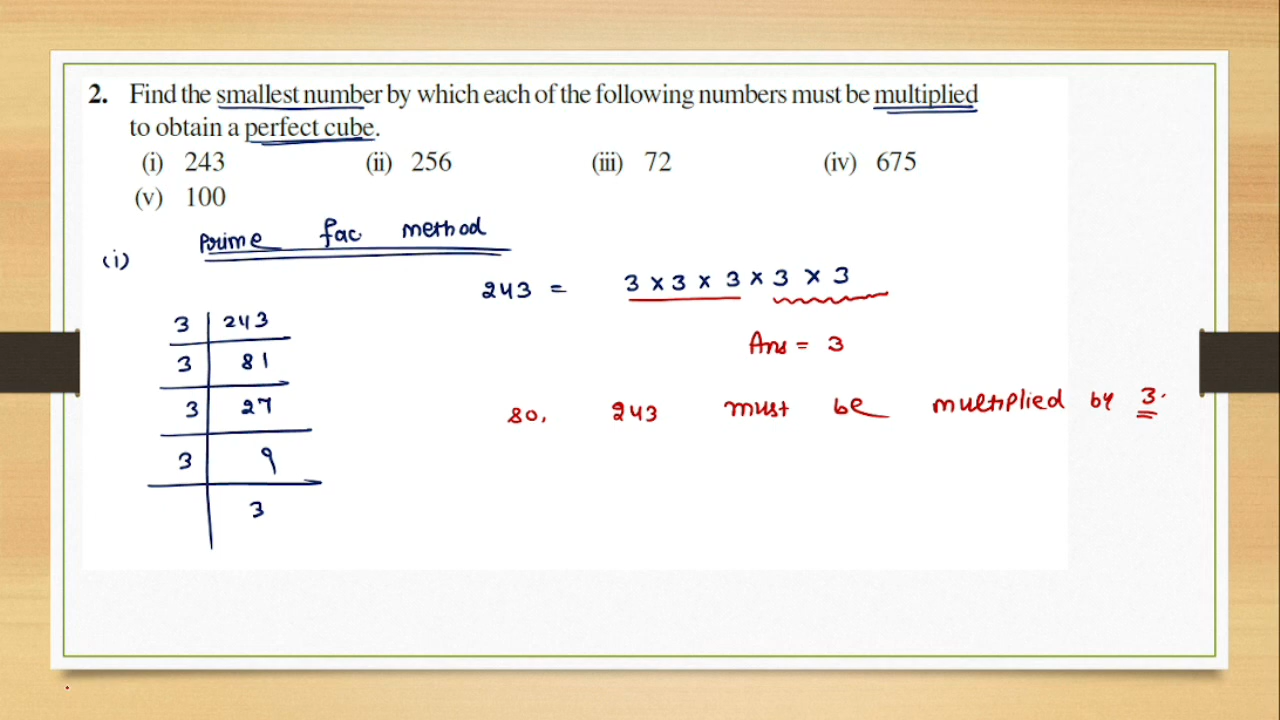 2. Find the smallest number by which each of the following numbers must be multiplied
to obtain a perfect cube.
(i) 243 (ii) 256 (iii) 72 (iv) 675
(v) 100
Prime fac method
(i)
243 = 3 x 3 x 3 x 3 x 3
3 | 243
3 | 81
3 | 27
3 | 9
3
Ans = 3
so, 243 must be multiplied by 3.